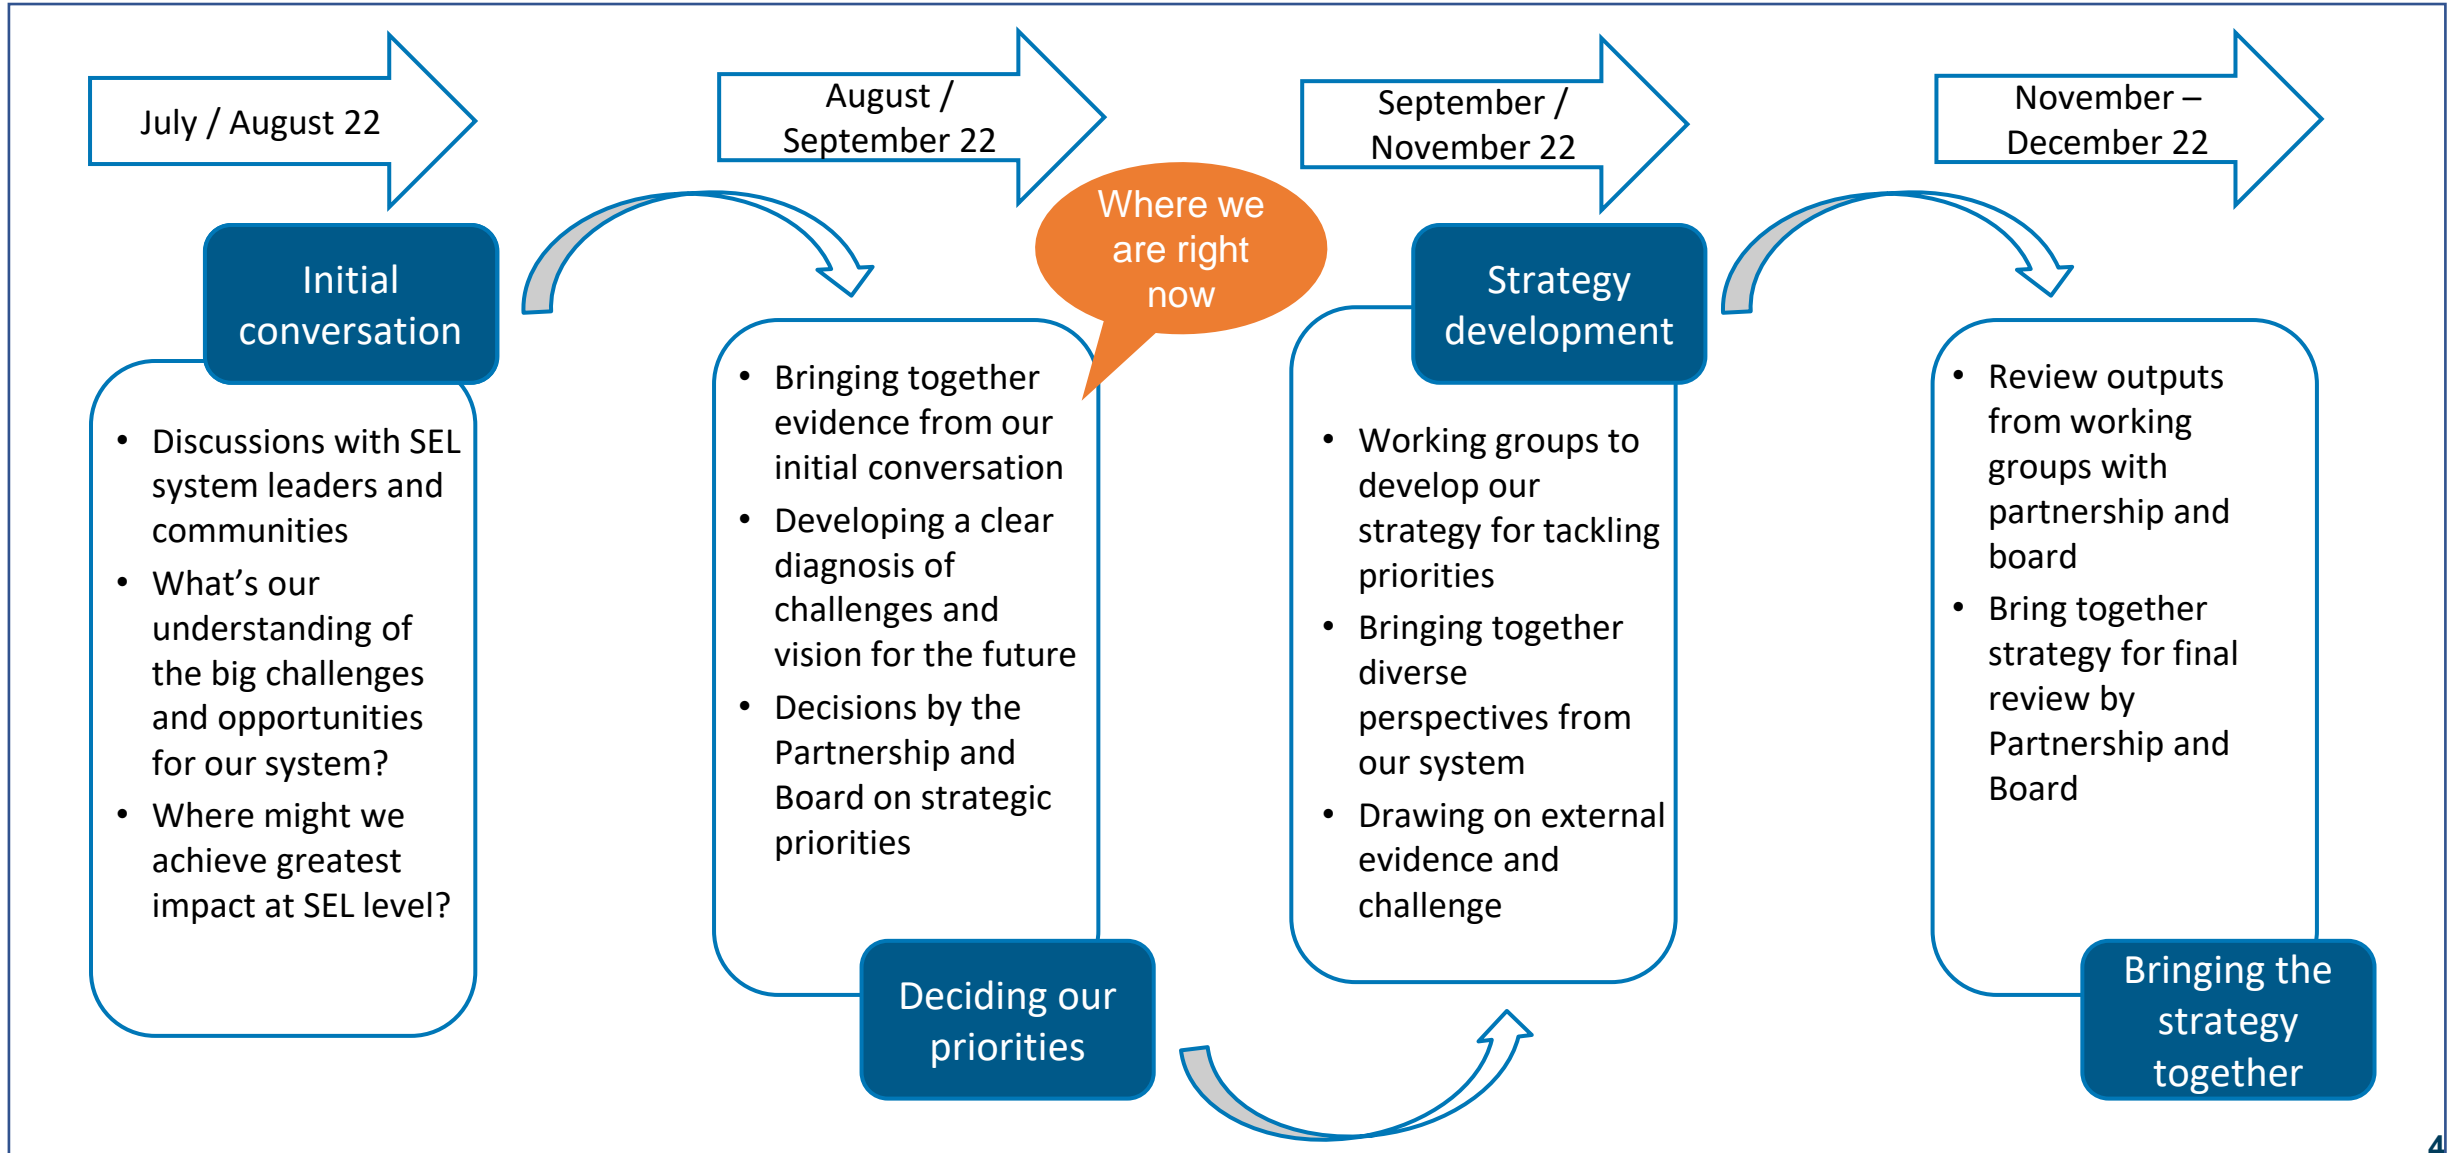 July / August 22
Initial
conversation
• Discussions with SEL
system leaders and
communities
• What’s our
understanding of
the big challenges
and opportunities
for our system?
• Where might we
achieve greatest
impact at SEL level?
August /
September 22
Where we
are right
now
• Bringing together
evidence from our
initial conversation
• Developing a clear
diagnosis of
challenges and
vision for the future
• Decisions by the
Partnership and
Board on strategic
priorities
Deciding our
priorities
September /
November 22
Strategy
development
• Working groups to
develop our
strategy for tackling
priorities
• Bringing together
diverse
perspectives from
our system
• Drawing on external
evidence and
challenge
November –
December 22
• Review outputs
from working
groups with
partnership and
board
• Bring together
strategy for final
review by
Partnership and
Board
Bringing the
strategy
together
4